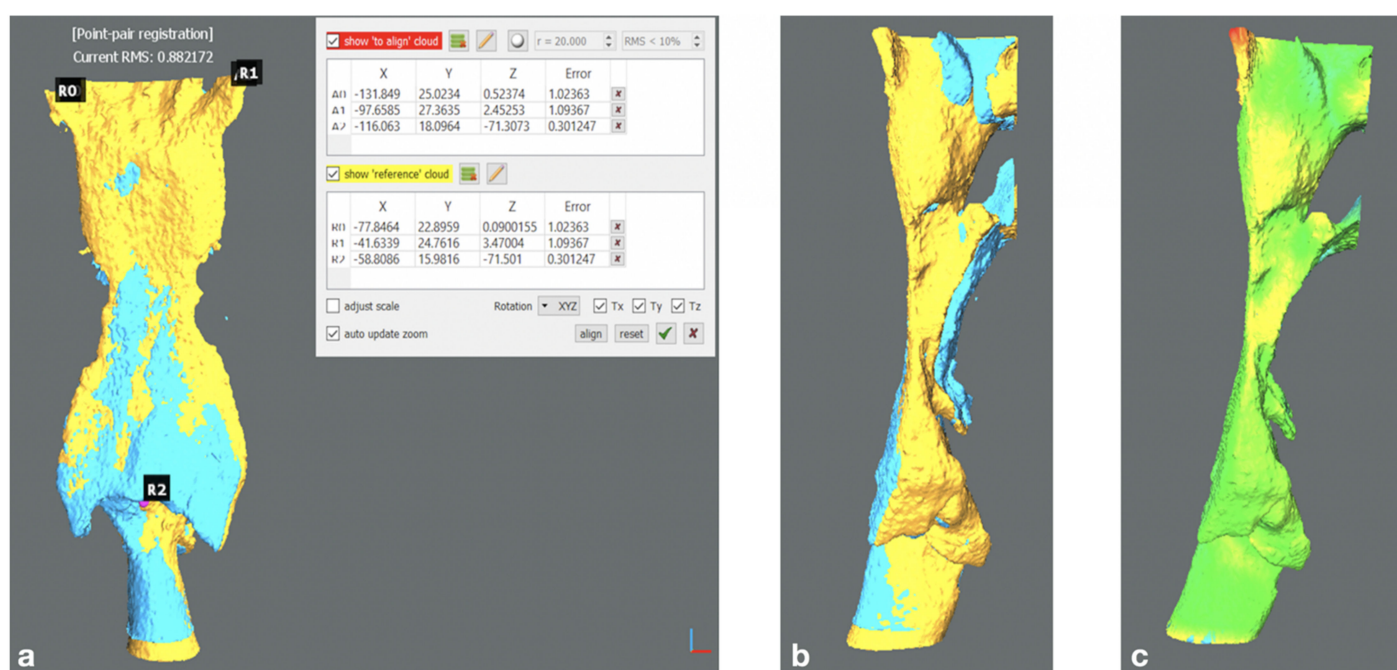 [Point-pair registration]
Current RMS: 0.882172
R0
R1
R2
show 'to align' cloud
r = 20.000
RMS < 10%
X Y Z Error
A0 -131.849 25.0234 0.52374 1.02363 x
A1 -97.6585 27.3635 2.45253 1.09367 x
A2 -116.063 18.0964 -71.3073 0.301247 x
show 'reference' cloud
X Y Z Error
R0 -77.8464 22.8959 0.0900155 1.02363 x
R1 -41.6339 24.7616 3.47004 1.09367 x
R2 -58.8086 15.9816 -71.501 0.301247 x
adjust scale Rotation XYZ Tx Ty Tz
auto update zoom align reset
a
b
c